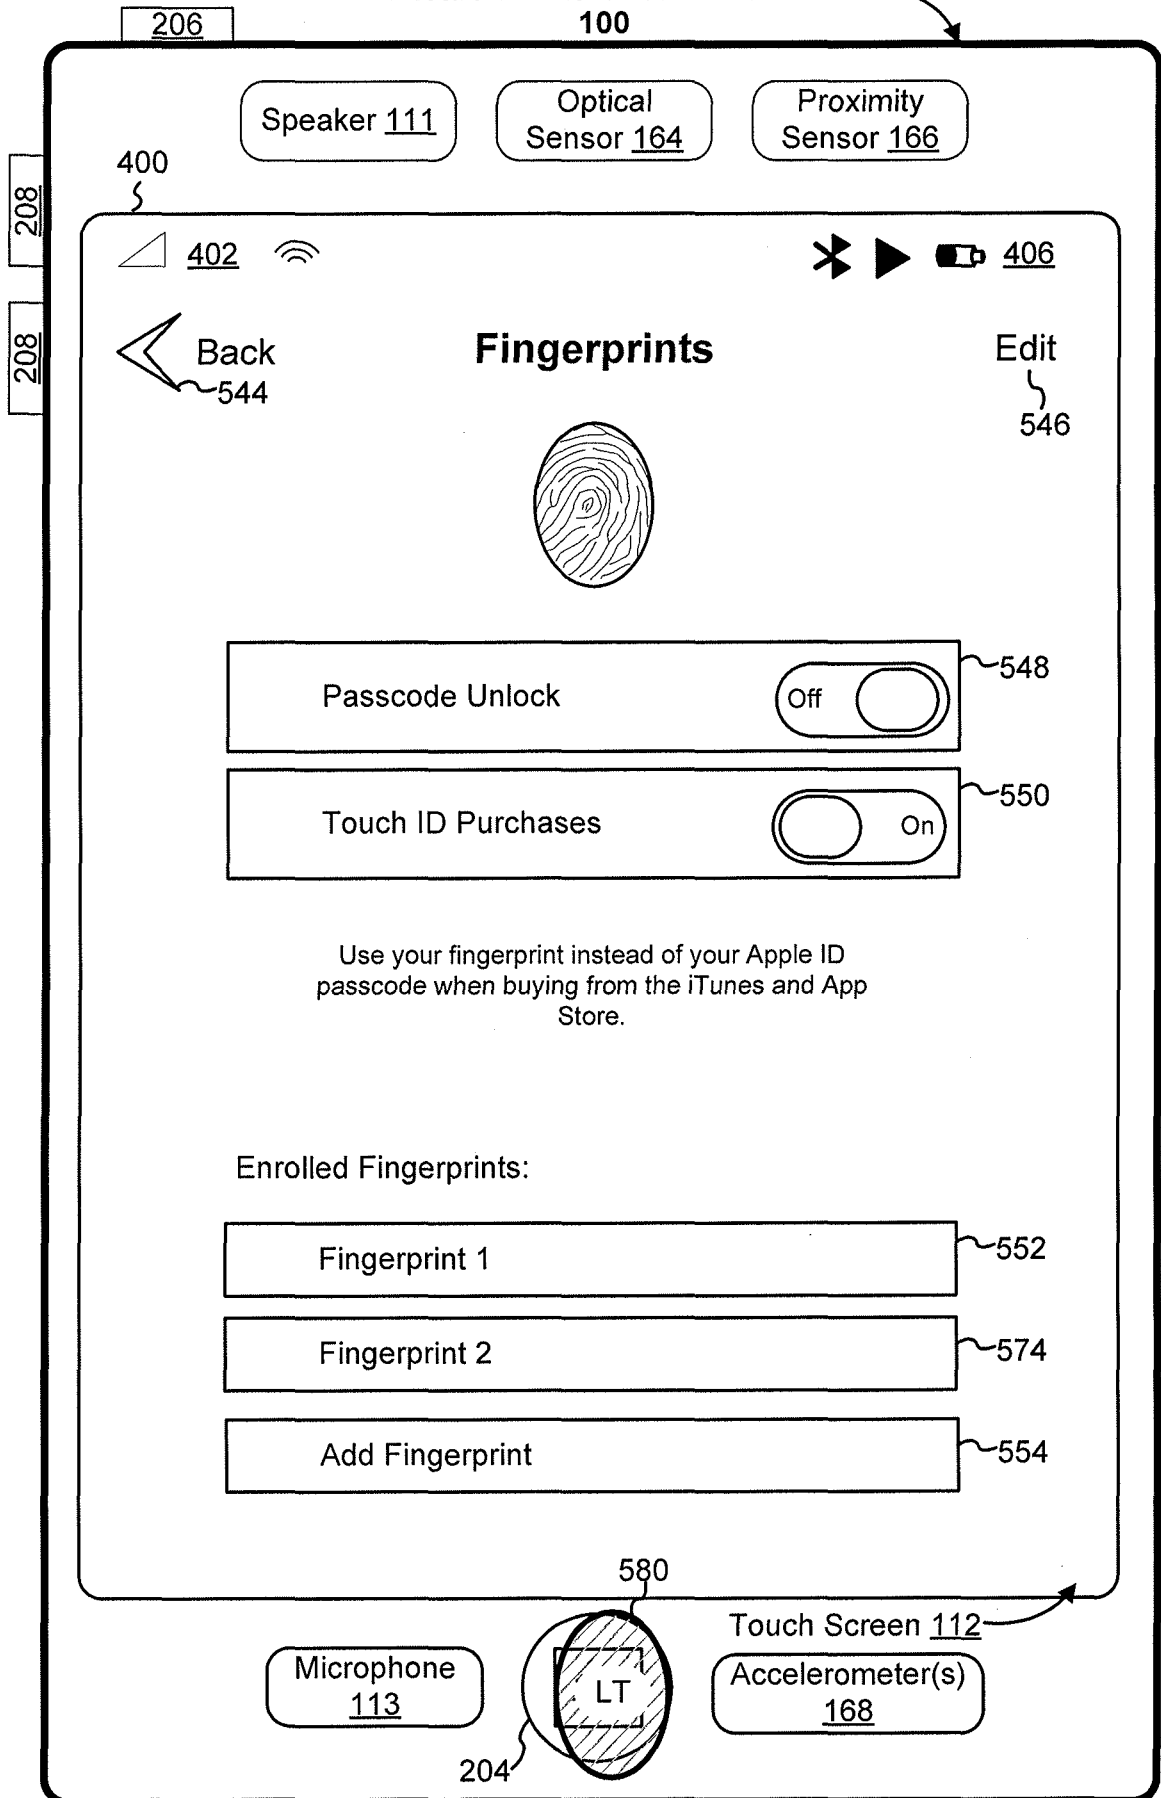 206
100
Speaker 111
Optical
Sensor 164
Proximity
Sensor 166
400
208
402
406
208
Back
Fingerprints
Edit
544
546
Passcode Unlock
Off
548
Touch ID Purchases
On
550
Use your fingerprint instead of your Apple ID
passcode when buying from the iTunes and App
Store.
Enrolled Fingerprints:
Fingerprint 1
552
Fingerprint 2
574
Add Fingerprint
554
580
Touch Screen 112
Microphone
113
LT
Accelerometer(s)
168
204